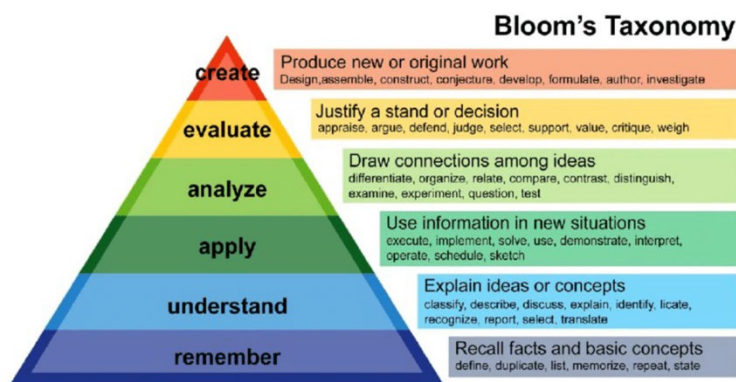 Bloom's Taxonomy
create
Produce new or original work
Design,assemble, construct, conjecture, develop, formulate, author, investigate
evaluate
Justify a stand or decision
appraise, argue, defend, judge, select, support, value, critique, weigh
analyze
Draw connections among ideas
differentiate, organize, relate, compare, contrast, distinguish,
examine, experiment, question, test
apply
Use information in new situations
execute, implement, solve, use, demonstrate, interpret,
operate, schedule, sketch
understand
Explain ideas or concepts
classify, describe, discuss, explain, identify, licate,
recognize, report, select, translate
remember
Recall facts and basic concepts
define, duplicate, list, memorize, repeat, state